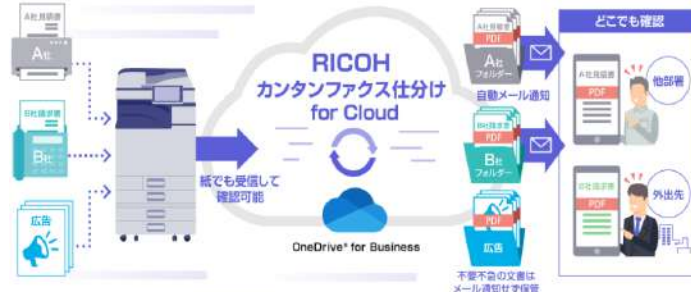 A社見積書
A社
B社請求書
B社
広告
紙でも受信して
確認可能
RICOH
カンタンファクス仕分け
for Cloud
OneDrive® for Business
A社見積書
PDF
A社
フォルダー
自動メール通知
B社請求書
PDF
B社
フォルダー
PDF
広告
不要不急の文書は
メール通知せず保管
どこでも確認
A社見積書
PDF
他部署
B社請求書
PDF
外出先